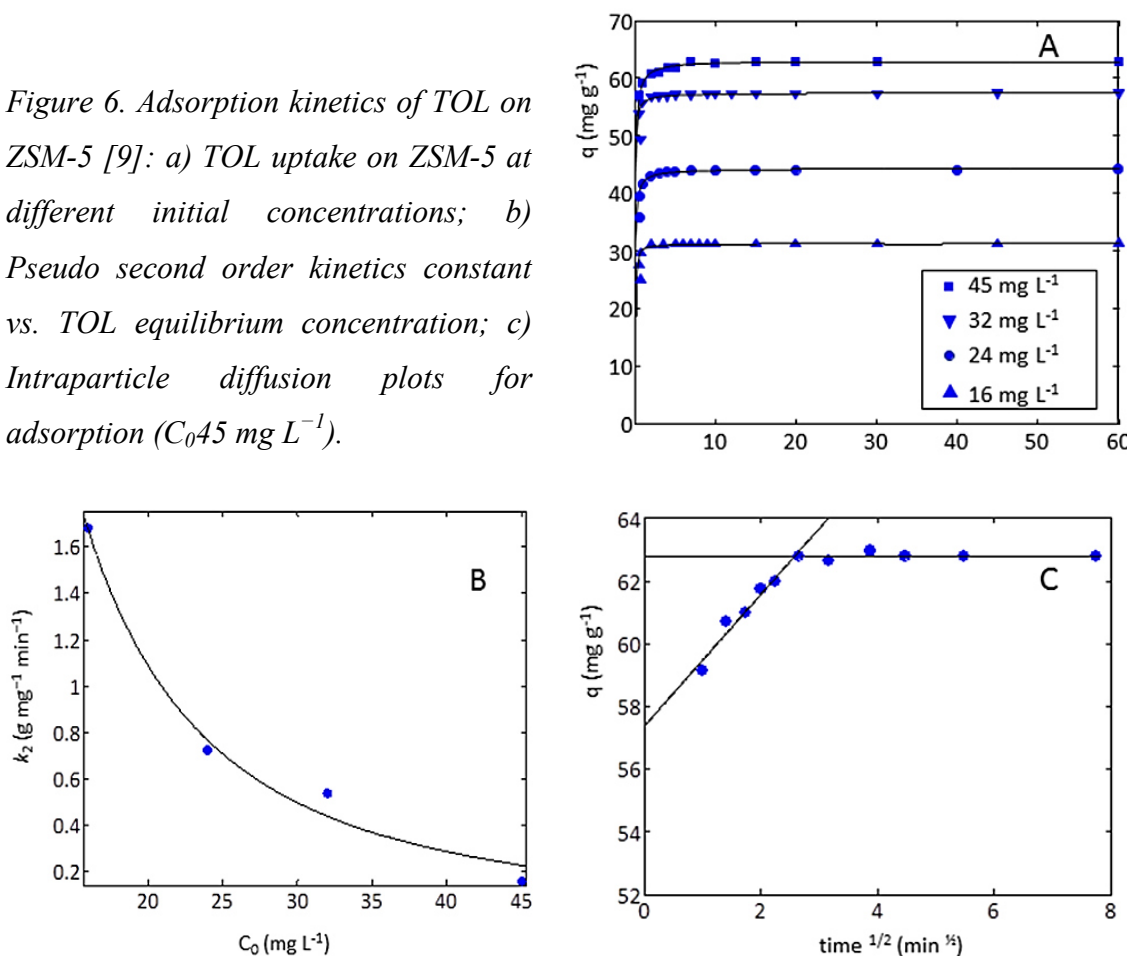 Figure 6. Adsorption kinetics of TOL on
ZSM-5 [9]: a) TOL uptake on ZSM-5 at
different initial concentrations; b)
Pseudo second order kinetics constant
vs. TOL equilibrium concentration; c)
Intraparticle diffusion plots for
adsorption (C₀45 mg L⁻¹).
A
q (mg g⁻¹)
70
60
50
40
30
20
10
0
10 20 30 40 50 60
45 mg L⁻¹
32 mg L⁻¹
24 mg L⁻¹
16 mg L⁻¹
B
k₂ (g mg⁻¹ min⁻¹)
1.6
1.4
1.2
1
0.8
0.6
0.4
0.2
20 25 30 35 40 45
C₀ (mg L⁻¹)
C
q (mg g⁻¹)
64
62
60
58
56
54
52
0 2 4 6 8
time ¹/² (min ½)